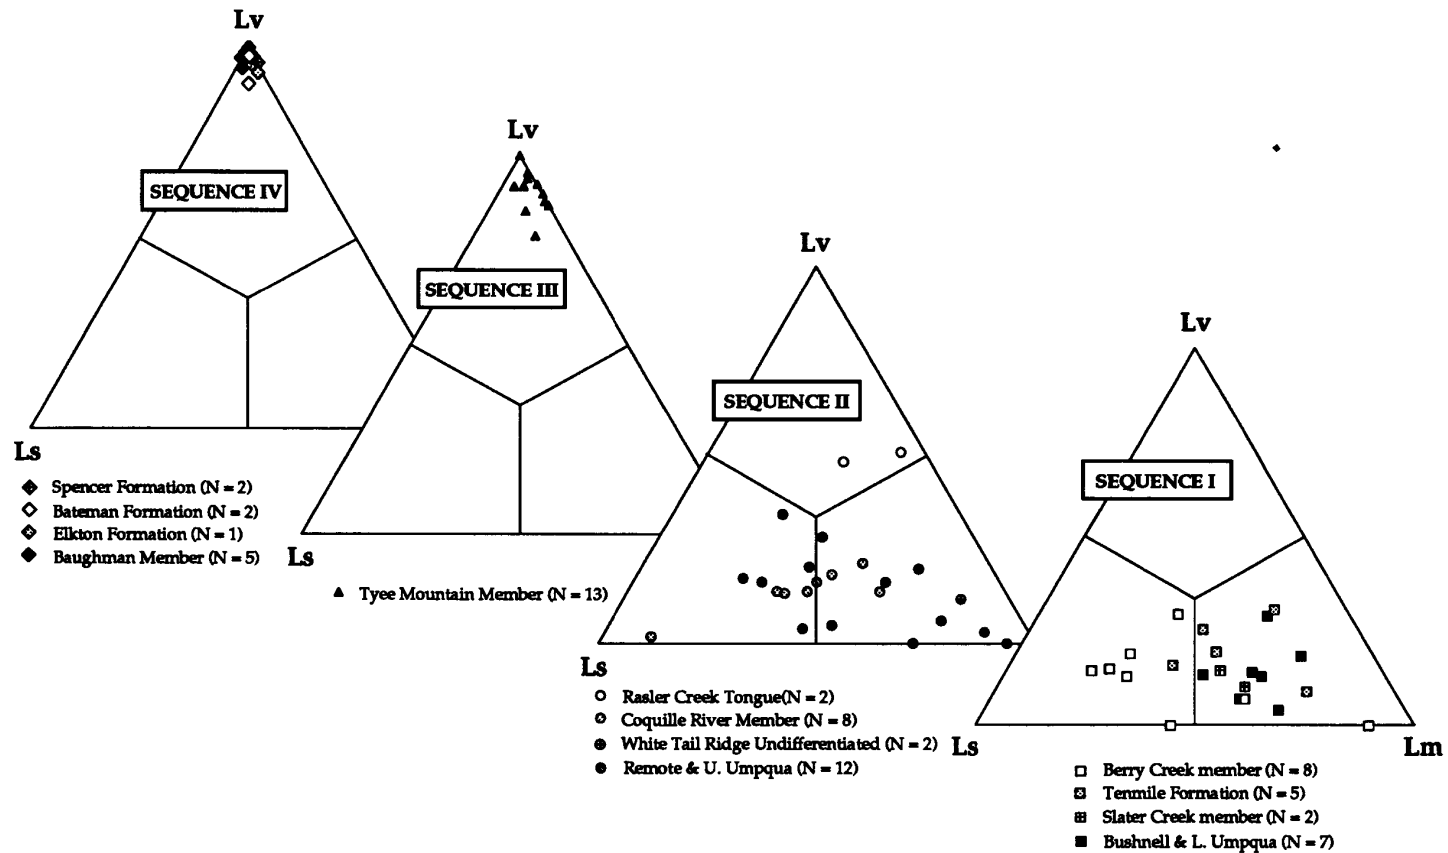 Lv
SEQUENCE IV
Ls
Spencer Formation (N = 2)
Bateman Formation (N = 2)
Elkton Formation (N = 1)
Baughman Member (N = 5)
Lv
SEQUENCE III
Ls
Tyee Mountain Member (N = 13)
Lv
SEQUENCE II
Ls
Rasler Creek Tongue(N = 2)
Coquille River Member (N = 8)
White Tail Ridge Undifferentiated (N = 2)
Remote & U. Umpqua (N = 12)
Lv
SEQUENCE I
Ls
Lm
Berry Creek member (N = 8)
Tenmile Formation (N = 5)
Slater Creek member (N = 2)
Bushnell & L. Umpqua (N = 7)